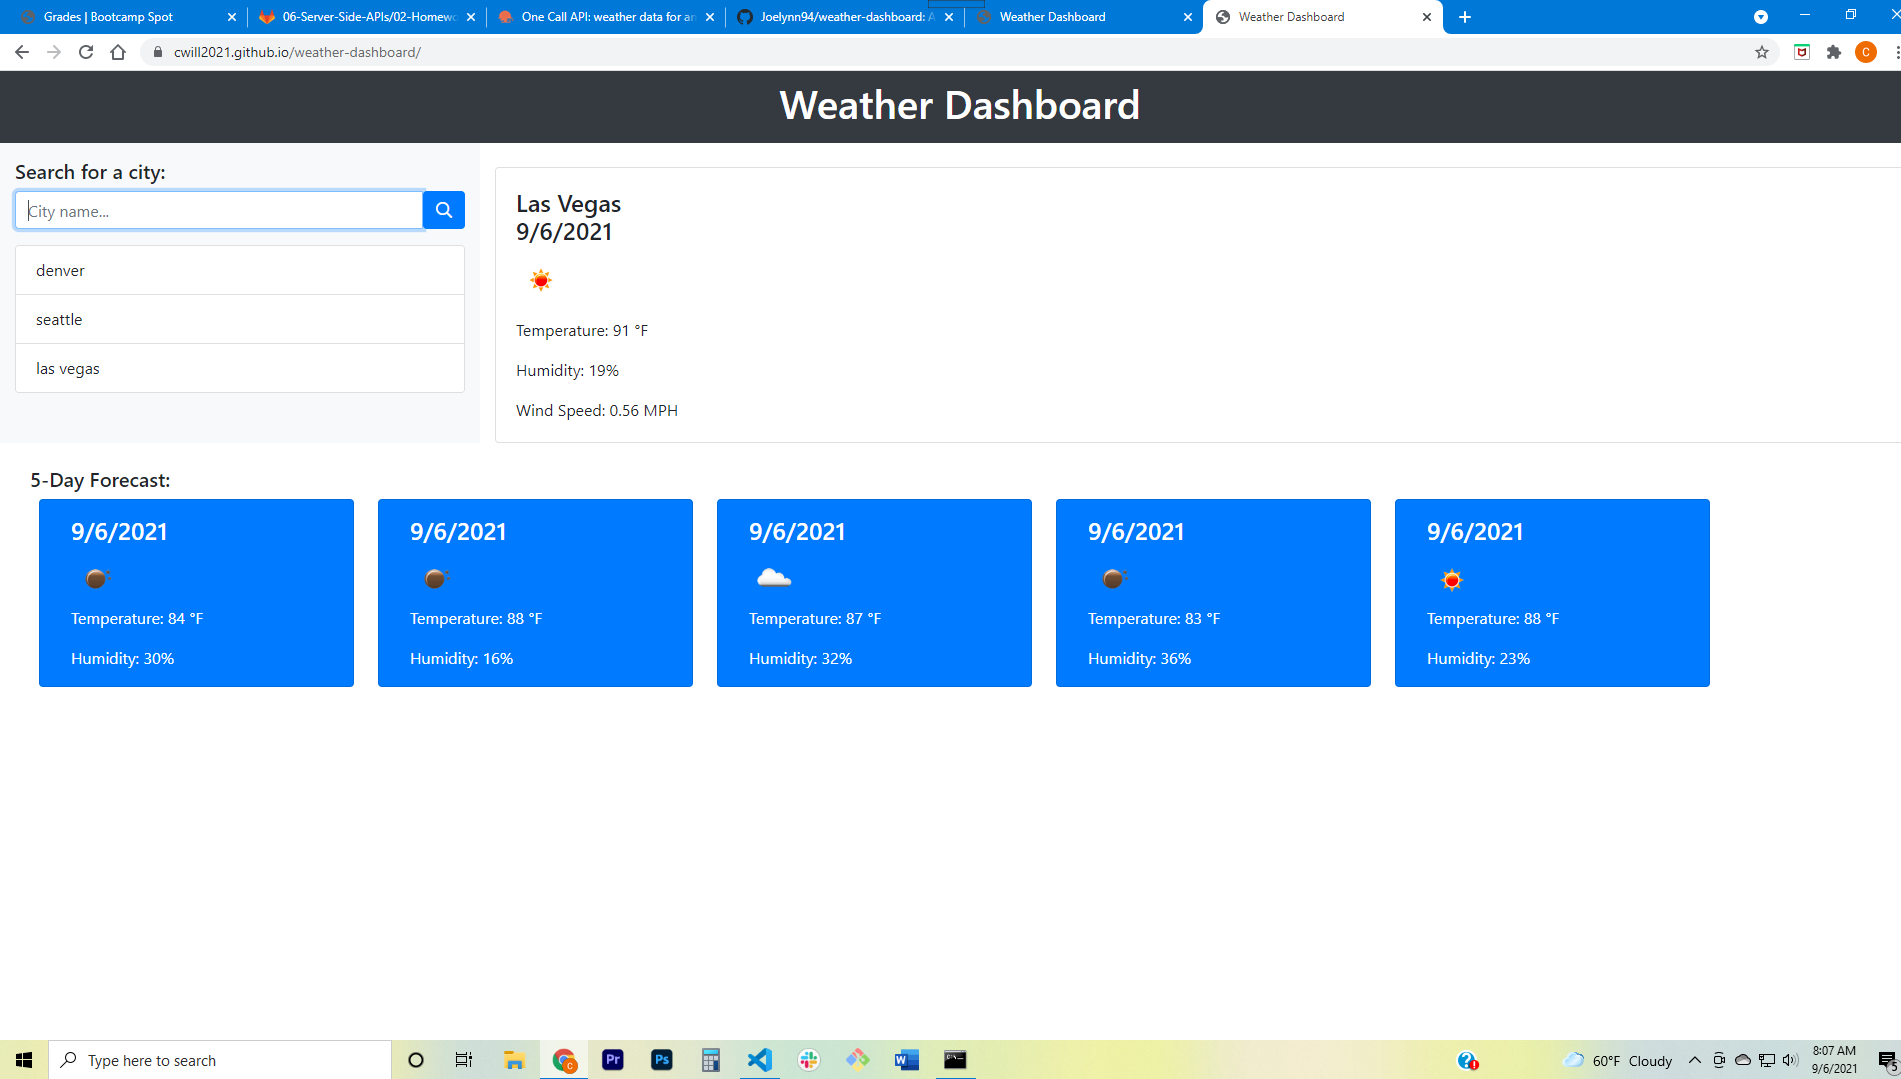 Grades | Bootcamp Spot
06-Server-Side-APIs/02-Homewo
One Call API: weather data for an
Joelynn94/weather-dashboard: A
Weather Dashboard
Weather Dashboard
cwill2021.github.io/weather-dashboard/
C
Weather Dashboard
Search for a city:
City name...
denver
seattle
las vegas
Las Vegas
9/6/2021
Temperature: 91 °F
Humidity: 19%
Wind Speed: 0.56 MPH
5-Day Forecast:
9/6/2021
Temperature: 84 °F
Humidity: 30%
9/6/2021
Temperature: 88 °F
Humidity: 16%
9/6/2021
Temperature: 87 °F
Humidity: 32%
9/6/2021
Temperature: 83 °F
Humidity: 36%
9/6/2021
Temperature: 88 °F
Humidity: 23%
Type here to search
C
Pr
Ps
W
60°F Cloudy
8:07 AM
9/6/2021
5